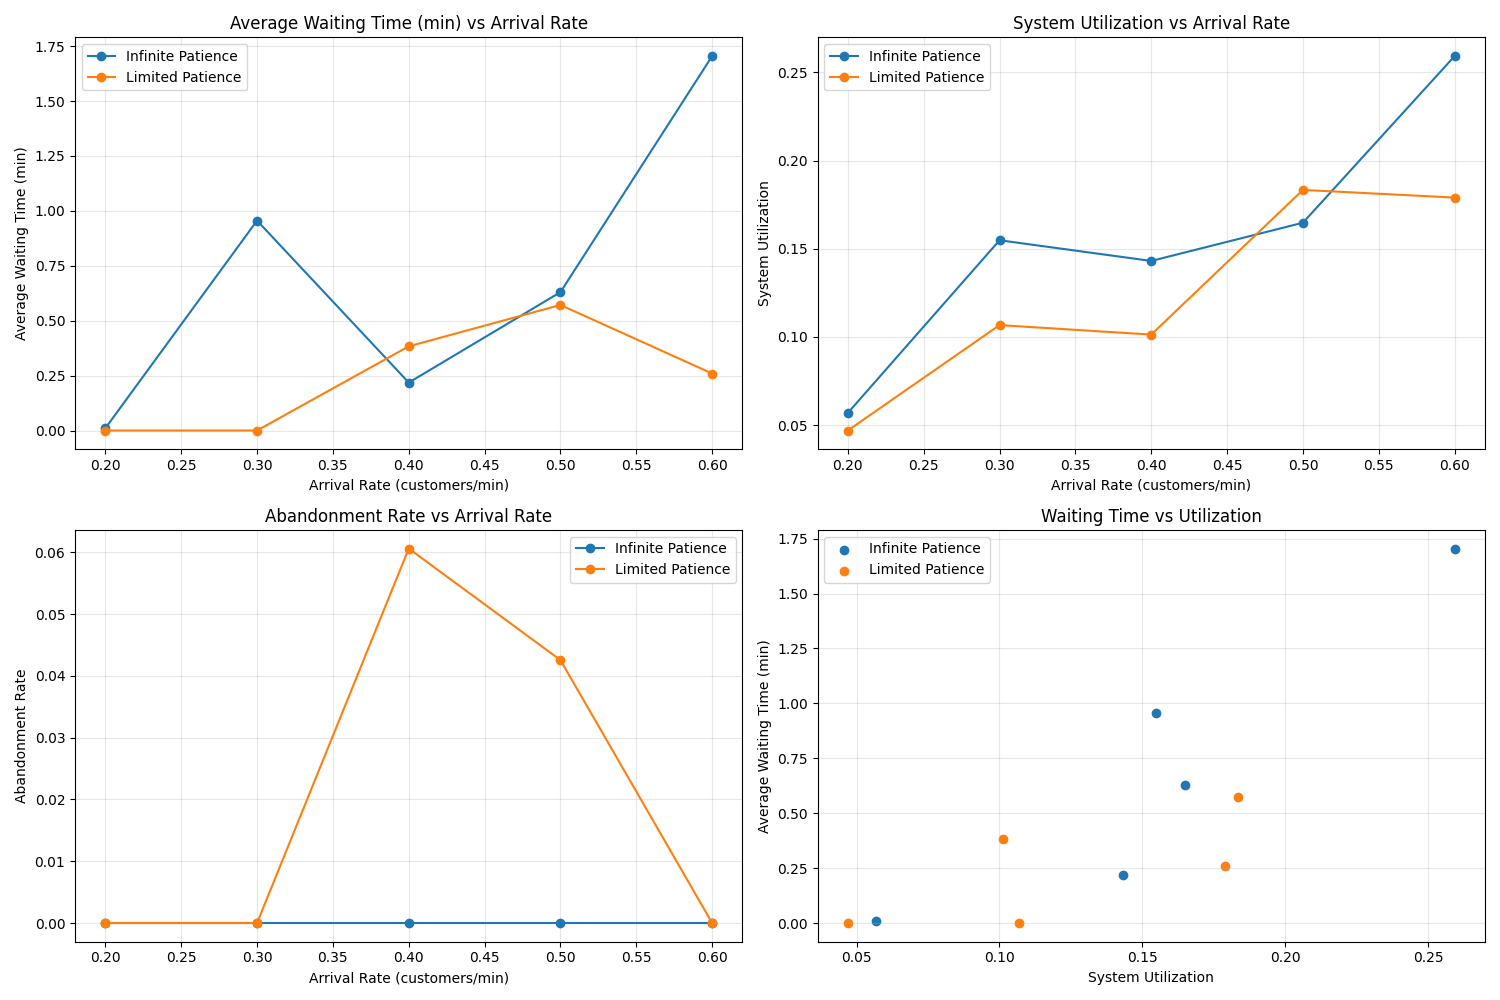 Average Waiting Time (min) vs Arrival Rate
Infinite Patience
Limited Patience
Average Waiting Time (min)
1.75
1.50
1.25
1.00
0.75
0.50
0.25
0.00
0.20 0.25 0.30 0.35 0.40 0.45 0.50 0.55 0.60
Arrival Rate (customers/min)
System Utilization vs Arrival Rate
Infinite Patience
Limited Patience
System Utilization
0.25
0.20
0.15
0.10
0.05
0.20 0.25 0.30 0.35 0.40 0.45 0.50 0.55 0.60
Arrival Rate (customers/min)
Abandonment Rate vs Arrival Rate
Infinite Patience
Limited Patience
Abandonment Rate
0.06
0.05
0.04
0.03
0.02
0.01
0.00
0.20 0.25 0.30 0.35 0.40 0.45 0.50 0.55 0.60
Arrival Rate (customers/min)
Waiting Time vs Utilization
Infinite Patience
Limited Patience
Average Waiting Time (min)
1.75
1.50
1.25
1.00
0.75
0.50
0.25
0.00
0.05 0.10 0.15 0.20 0.25
System Utilization